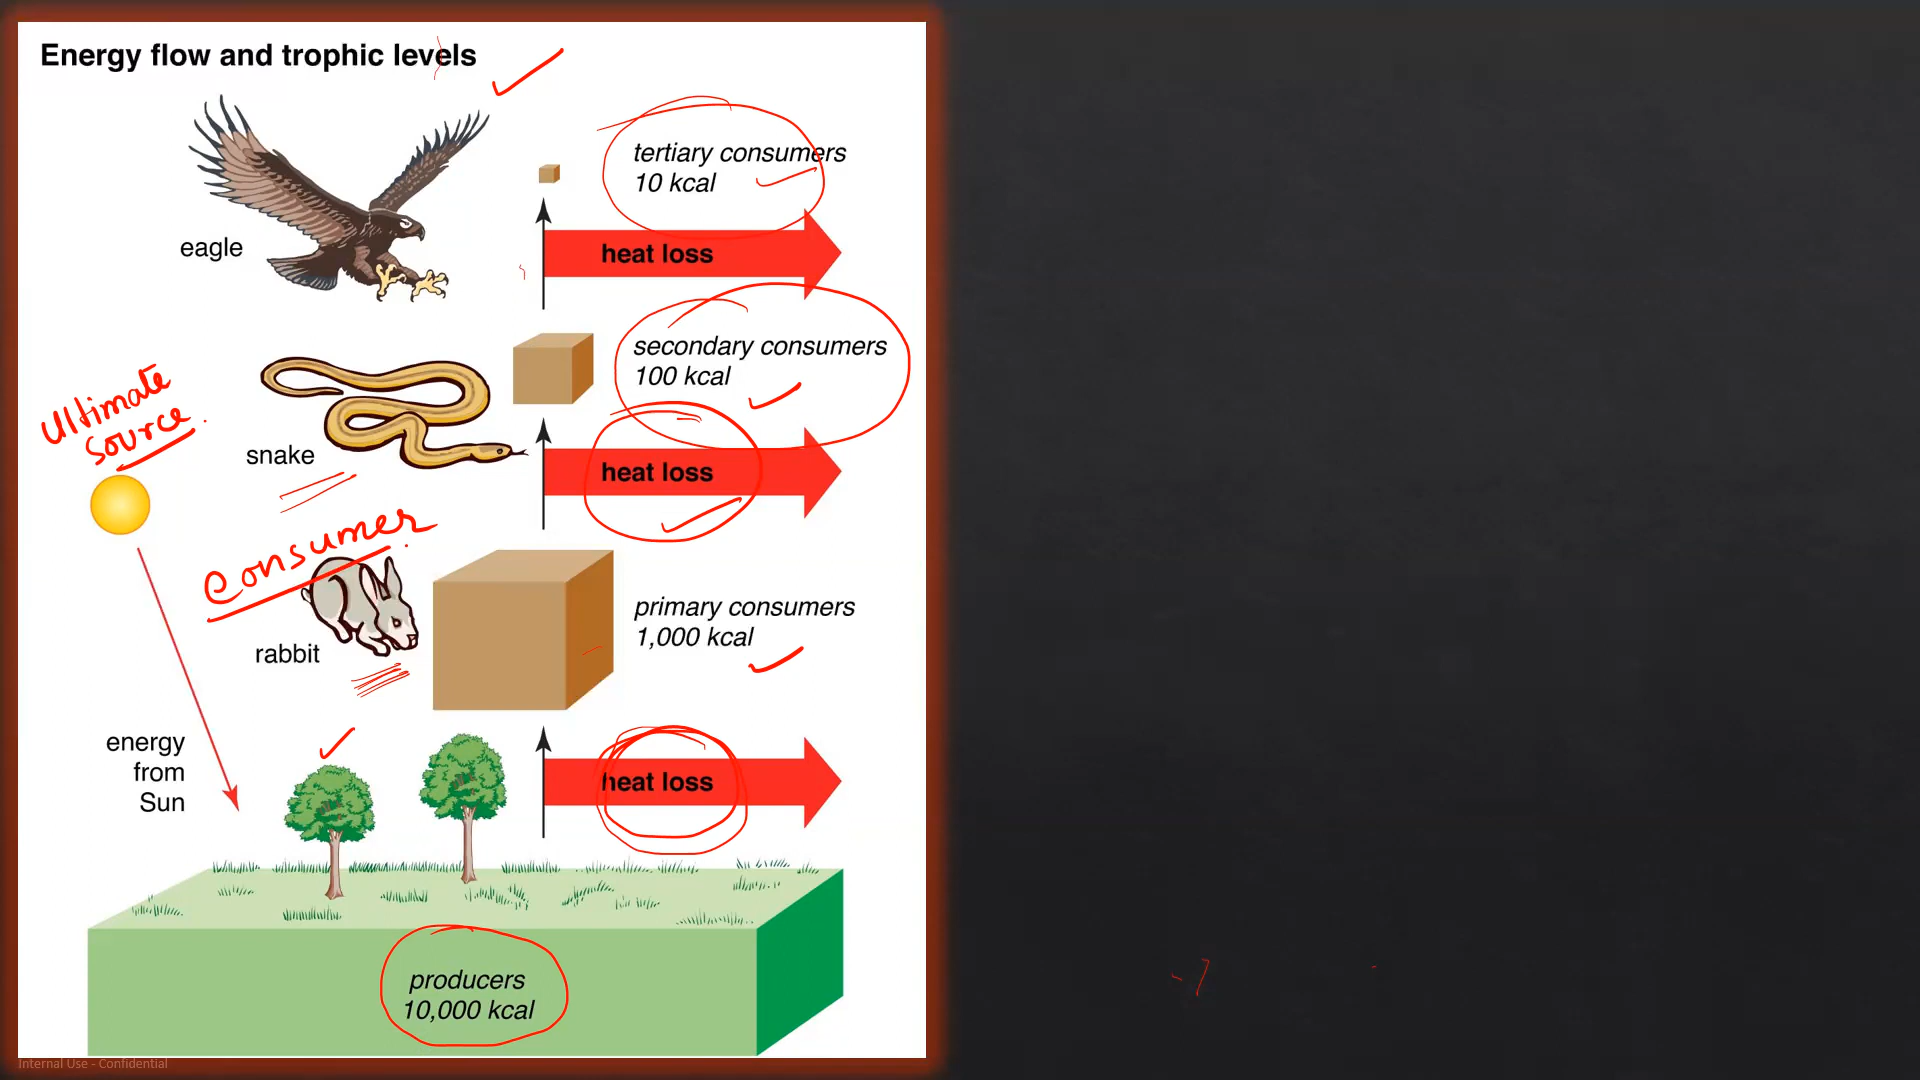 Energy flow and trophic levels
tertiary consumers
10 kcal
eagle
heat loss
secondary consumers
100 kcal
Ultimate
source
snake
heat loss
Consumer
primary consumers
1,000 kcal
rabbit
energy
from
Sun
heat loss
producers
10,000 kcal
Internal Use - Confidential